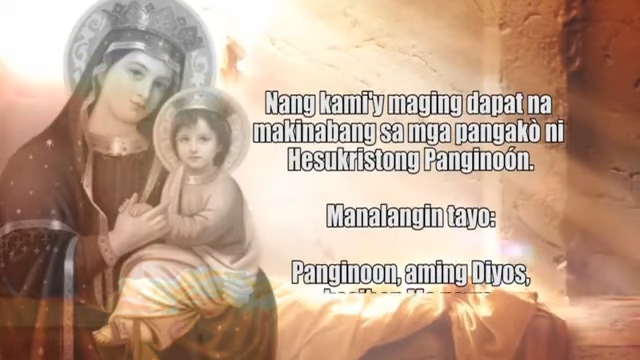 Nang kami'y maging dapat na
makinabang sa mga pangakò ni
Hesukristong Panginoón.
Manalangin tayo:
Panginoon, aming Diyos,